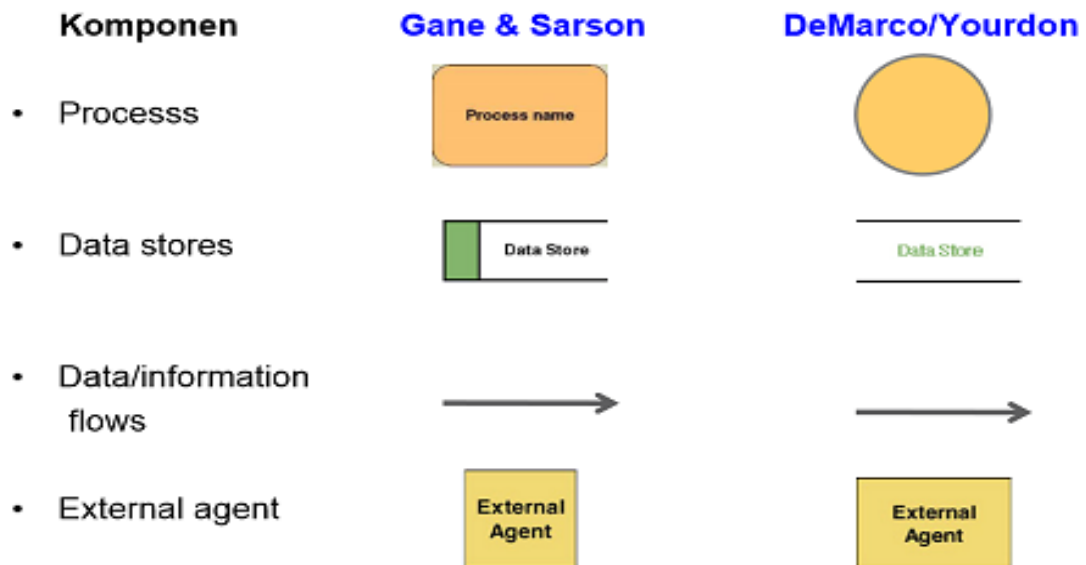 Komponen Gane & Sarson DeMarco/Yourdon
• Processs Process name
• Data stores Data Store Data Store
• Data/information
flows
• External agent External
Agent External
Agent